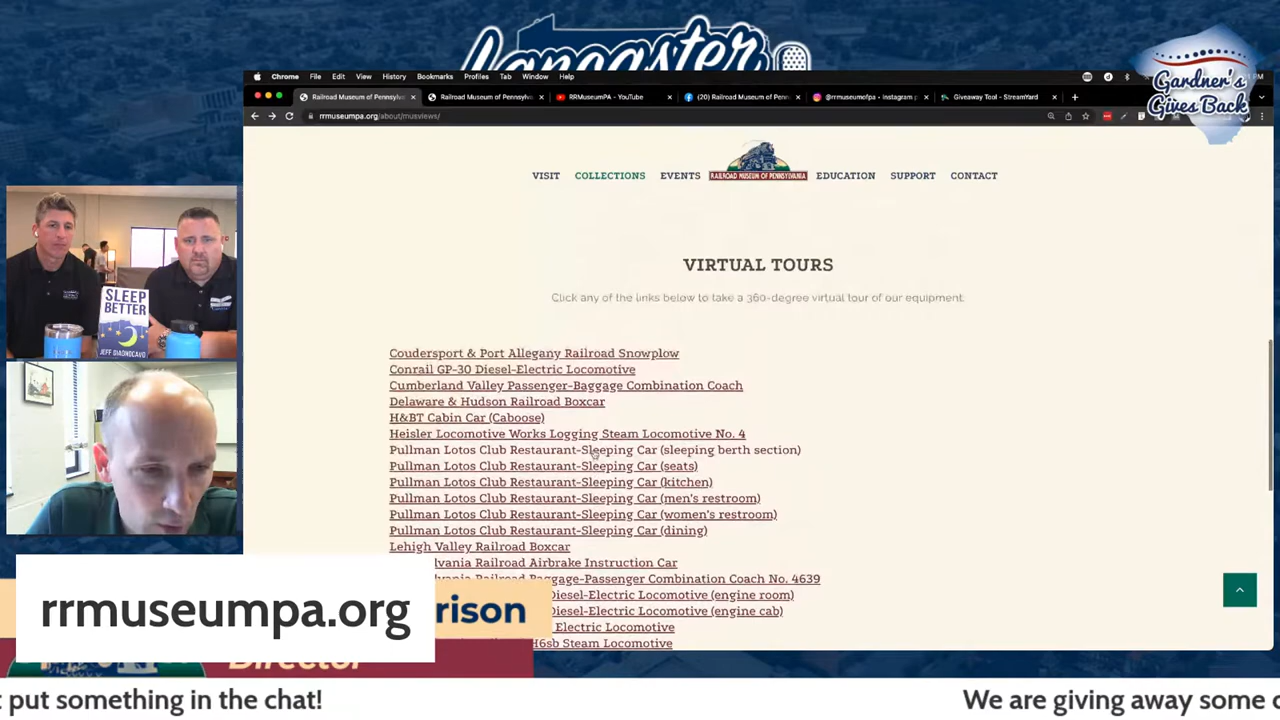 Lancaster
Gardner's
Gives Back
Chrome File Edit View History Bookmarks Profiles Tab Window Help
Railroad Museum of Pennsylv Railroad Museum of Pennsylv RRMuseumPA - YouTube (20) Railroad Museum of Penn @rrmuseumofpa • Instagram p Giveaway Tool - StreamYard
rrmuseumpa.org/about/musviews/
VISIT COLLECTIONS EVENTS RAILROAD MUSEUM OF PENNSYLVANIA EDUCATION SUPPORT CONTACT
VIRTUAL TOURS
Click any of the links below to take a 360-degree virtual tour of our equipment.
Coudersport & Port Allegany Railroad Snowplow
Conrail GP-30 Diesel-Electric Locomotive
Cumberland Valley Passenger-Baggage Combination Coach
Delaware & Hudson Railroad Boxcar
H&BT Cabin Car (Caboose)
Heisler Locomotive Works Logging Steam Locomotive No. 4
Pullman Lotos Club Restaurant-Sleeping Car (sleeping berth section)
Pullman Lotos Club Restaurant-Sleeping Car (seats)
Pullman Lotos Club Restaurant-Sleeping Car (kitchen)
Pullman Lotos Club Restaurant-Sleeping Car (men's restroom)
Pullman Lotos Club Restaurant-Sleeping Car (women's restroom)
Pullman Lotos Club Restaurant-Sleeping Car (dining)
Lehigh Valley Railroad Boxcar
lvania Railroad Airbrake Instruction Car
lvania Railroad Baggage-Passenger Combination Coach No. 4639
Diesel-Electric Locomotive (engine room)
Diesel-Electric Locomotive (engine cab)
Electric Locomotive
H6sb Steam Locomotive
SLEEP
BETTER
JEFF GIAGNOCAVO
rrmuseumpa.org
rison
Director
put something in the chat!
We are giving away some